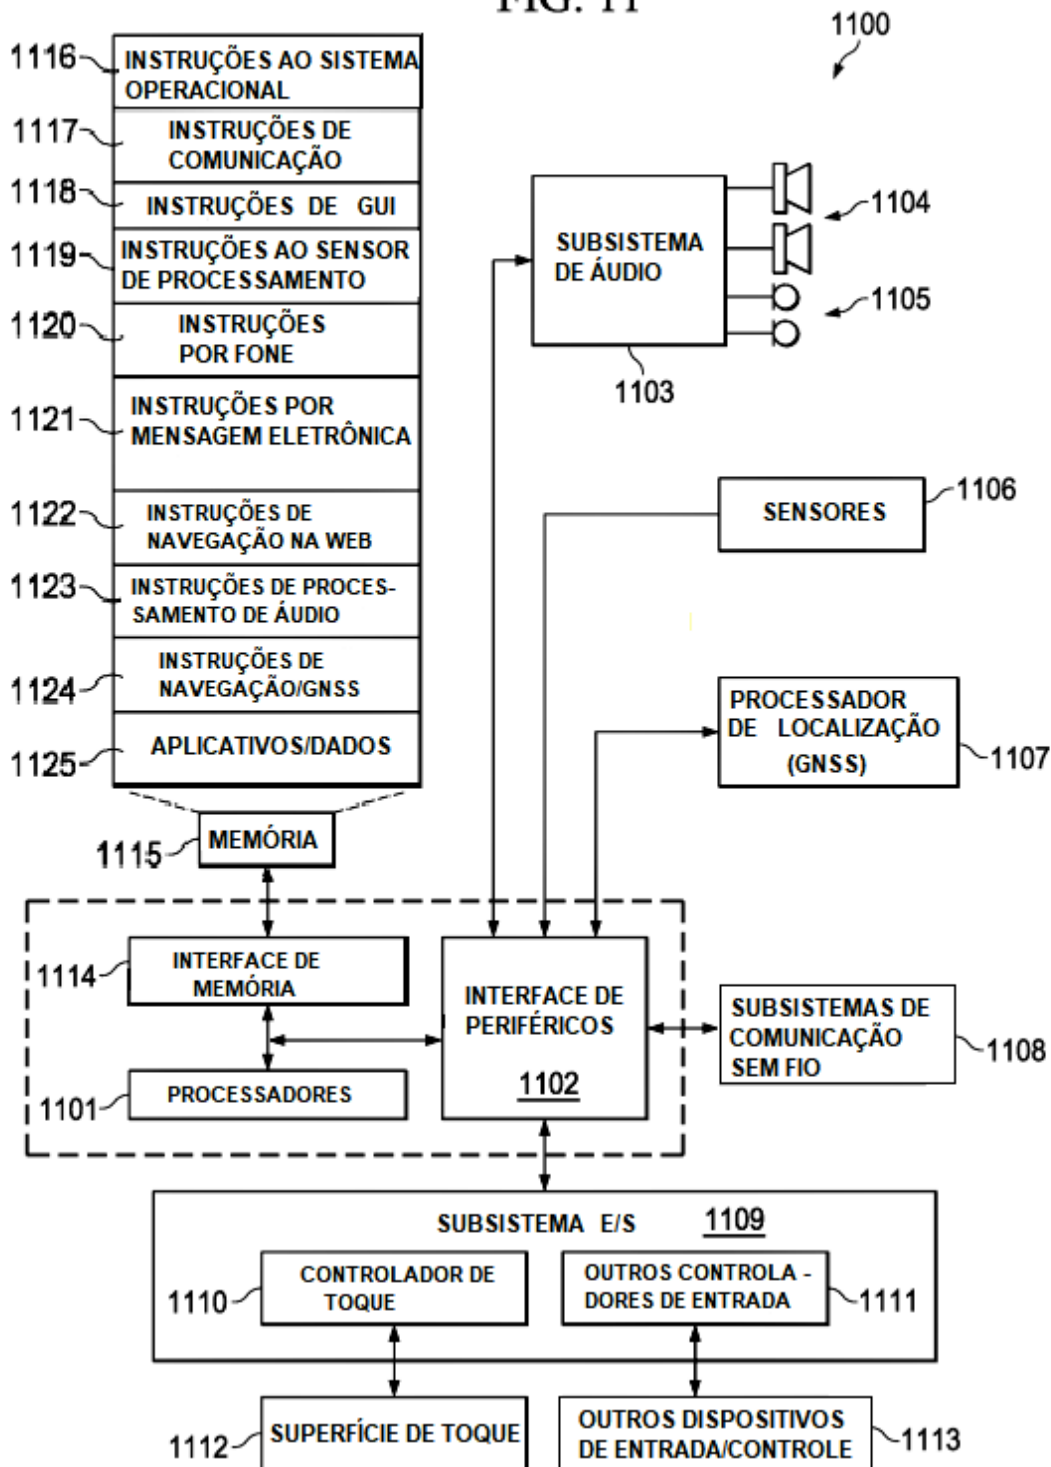 FIG. 11
1100
1116
INSTRUÇÕES AO SISTEMA
OPERACIONAL
1117
INSTRUÇÕES DE
COMUNICAÇÃO
1118
INSTRUÇÕES DE GUI
1119
INSTRUÇÕES AO SENSOR
DE PROCESSAMENTO
1120
INSTRUÇÕES
POR FONE
1121
INSTRUÇÕES POR
MENSAGEM ELETRÔNICA
1122
INSTRUÇÕES DE
NAVEGAÇÃO NA WEB
1123
INSTRUÇÕES DE PROCES-
SAMENTO DE ÁUDIO
1124
INSTRUÇÕES DE
NAVEGAÇÃO/GNSS
1125
APLICATIVOS/DADOS
1115
MEMÓRIA
SUBSISTEMA
DE ÁUDIO
1103
1104
1105
SENSORES
1106
PROCESSADOR
DE LOCALIZAÇÃO
(GNSS)
1107
1114
INTERFACE DE
MEMÓRIA
1101
PROCESSADORES
INTERFACE DE
PERIFÉRICOS
1102
SUBSISTEMAS DE
COMUNICAÇÃO
SEM FIO
1108
SUBSISTEMA E/S
1109
1110
CONTROLADOR DE
TOQUE
OUTROS CONTROLA -
DORES DE ENTRADA
1111
1112
SUPERFÍCIE DE TOQUE
OUTROS DISPOSITIVOS
DE ENTRADA/CONTROLE
1113